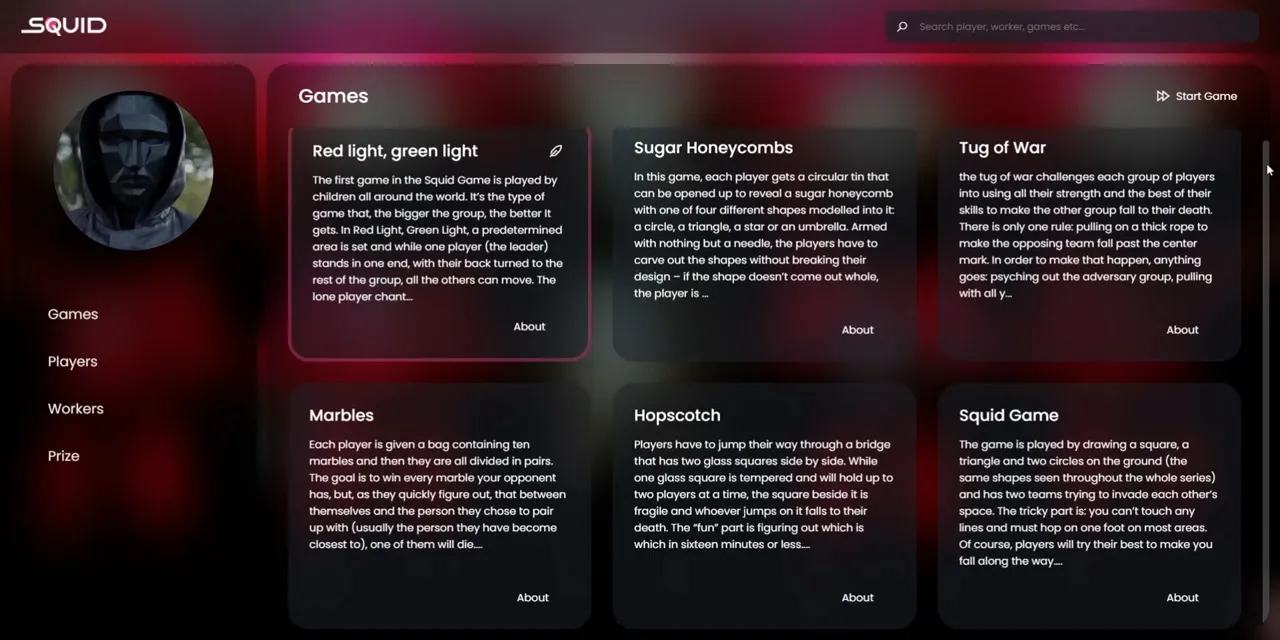 SQUID
Search player, worker, games etc...
Games
Players
Workers
Prize
Games
Start Game
Red light, green light
The first game in the Squid Game is played by
children all around the world. It's the type of
game that, the bigger the group, the better It
gets. In Red Light, Green Light, a predetermined
area is set and while one player (the leader)
stands in one end, with their back turned to the
rest of the group, all the others can move. The
lone player chant...
About
Sugar Honeycombs
In this game, each player gets a circular tin that
can be opened up to reveal a sugar honeycomb
with one of four different shapes modelled into it:
a circle, a triangle, a star or an umbrella. Armed
with nothing but a needle, the players have to
carve out the shapes without breaking their
design – if the shape doesn't come out whole,
the player is ...
About
Tug of War
the tug of war challenges each group of players
into using all their strength and the best of their
skills to make the other group fall to their death.
There is only one rule: pulling on a thick rope to
make the opposing team fall past the center
mark. In order to make that happen, anything
goes: psyching out the adversary group, pulling
with all y...
About
Marbles
Each player is given a bag containing ten
marbles and then they are all divided in pairs.
The goal is to win every marble your opponent
has, but, as they quickly figure out, that between
themselves and the person they chose to pair
up with (usually the person they have become
closest to), one of them will die....
About
Hopscotch
Players have to jump their way through a bridge
that has two glass squares side by side. While
one glass square is tempered and will hold up to
two players at a time, the square beside it is
fragile and whoever jumps on it falls to their
death. The "fun" part is figuring out which is
which in sixteen minutes or less....
About
Squid Game
The game is played by drawing a square, a
triangle and two circles on the ground (the
same shapes seen throughout the whole series)
and has two teams trying to invade each other's
space. The tricky part is: you can't touch any
lines and must hop on one foot on most areas.
Of course, players will try their best to make you
fall along the way....
About